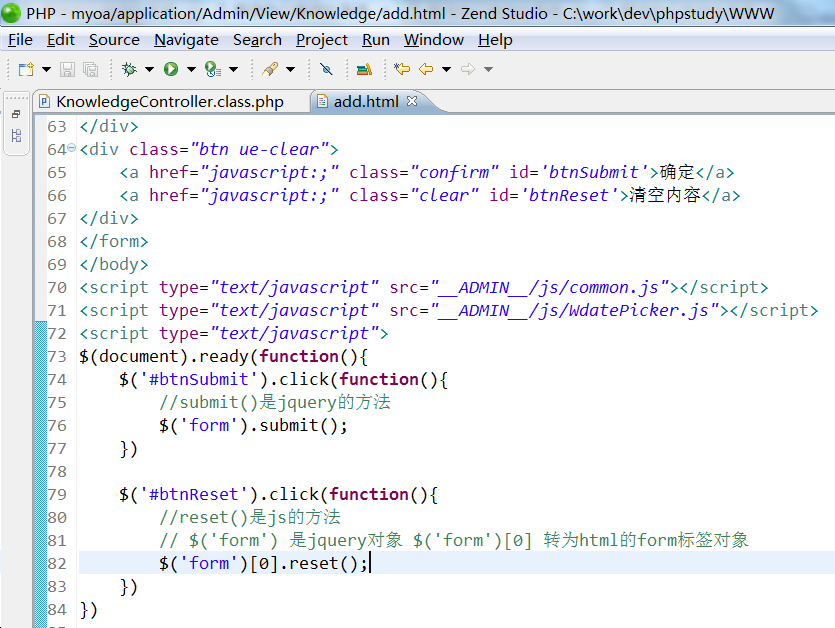 PHP - myoa/application/Admin/View/Knowledge/add.html - Zend Studio - C:\work\dev\phpstudy\WWW
File Edit Source Navigate Search Project Run Window Help
KnowledgeController.class.php add.html
63 </div>
64 <div class="btn ue-clear">
65 <a href="javascript:;" class="confirm" id='btnSubmit'>确定</a>
66 <a href="javascript:;" class="clear" id='btnReset'>清空内容</a>
67 </div>
68 </form>
69 </body>
70 <script type="text/javascript" src="__ADMIN__/js/common.js"></script>
71 <script type="text/javascript" src="__ADMIN__/js/WdatePicker.js"></script>
72 <script type="text/javascript">
73 $(document).ready(function(){
74 $('#btnSubmit').click(function(){
75 //submit()是jquery的方法
76 $('form').submit();
77 })
78
79 $('#btnReset').click(function(){
80 //reset()是js的方法
81 // $('form') 是jquery对象 $('form')[0] 转为html的form标签对象
82 $('form')[0].reset();
83 })
84 })